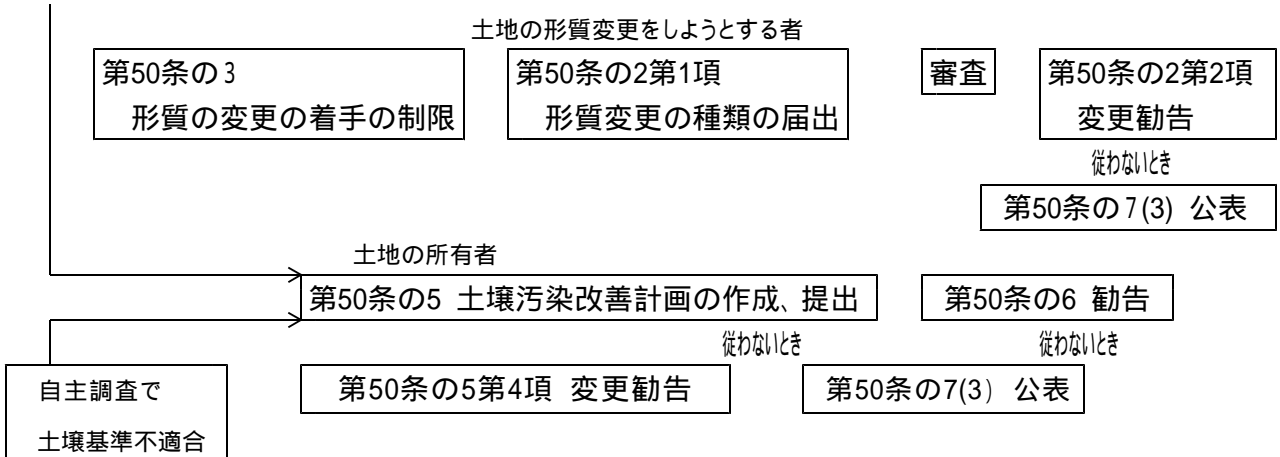 土地の形質変更をしようとする者
第50条の3
形質の変更の着手の制限
第50条の2第1項
形質変更の種類の届出
審査
第50条の2第2項
変更勧告
従わないとき
第50条の7(3) 公表
土地の所有者
第50条の5 土壌汚染改善計画の作成、提出
第50条の6 勧告
従わないとき
従わないとき
第50条の5第4項 変更勧告
第50条の7(3) 公表
自主調査で
土壌基準不適合